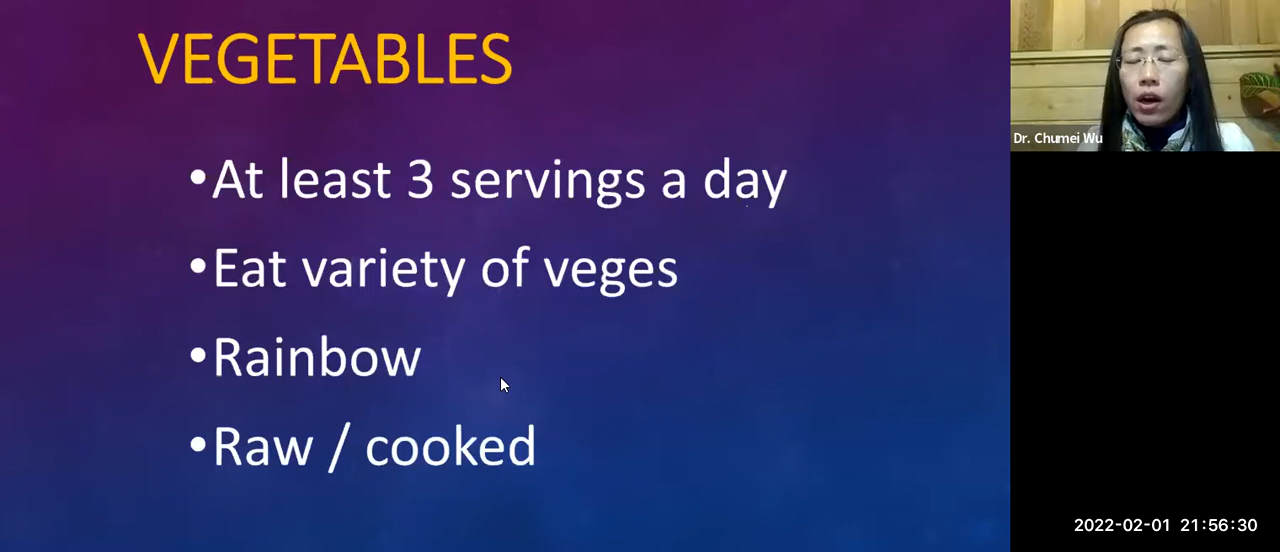 VEGETABLES
•At least 3 servings a day
•Eat variety of veges
•Rainbow
•Raw / cooked
Dr. Chumei Wu
2022-02-01 21:56:30